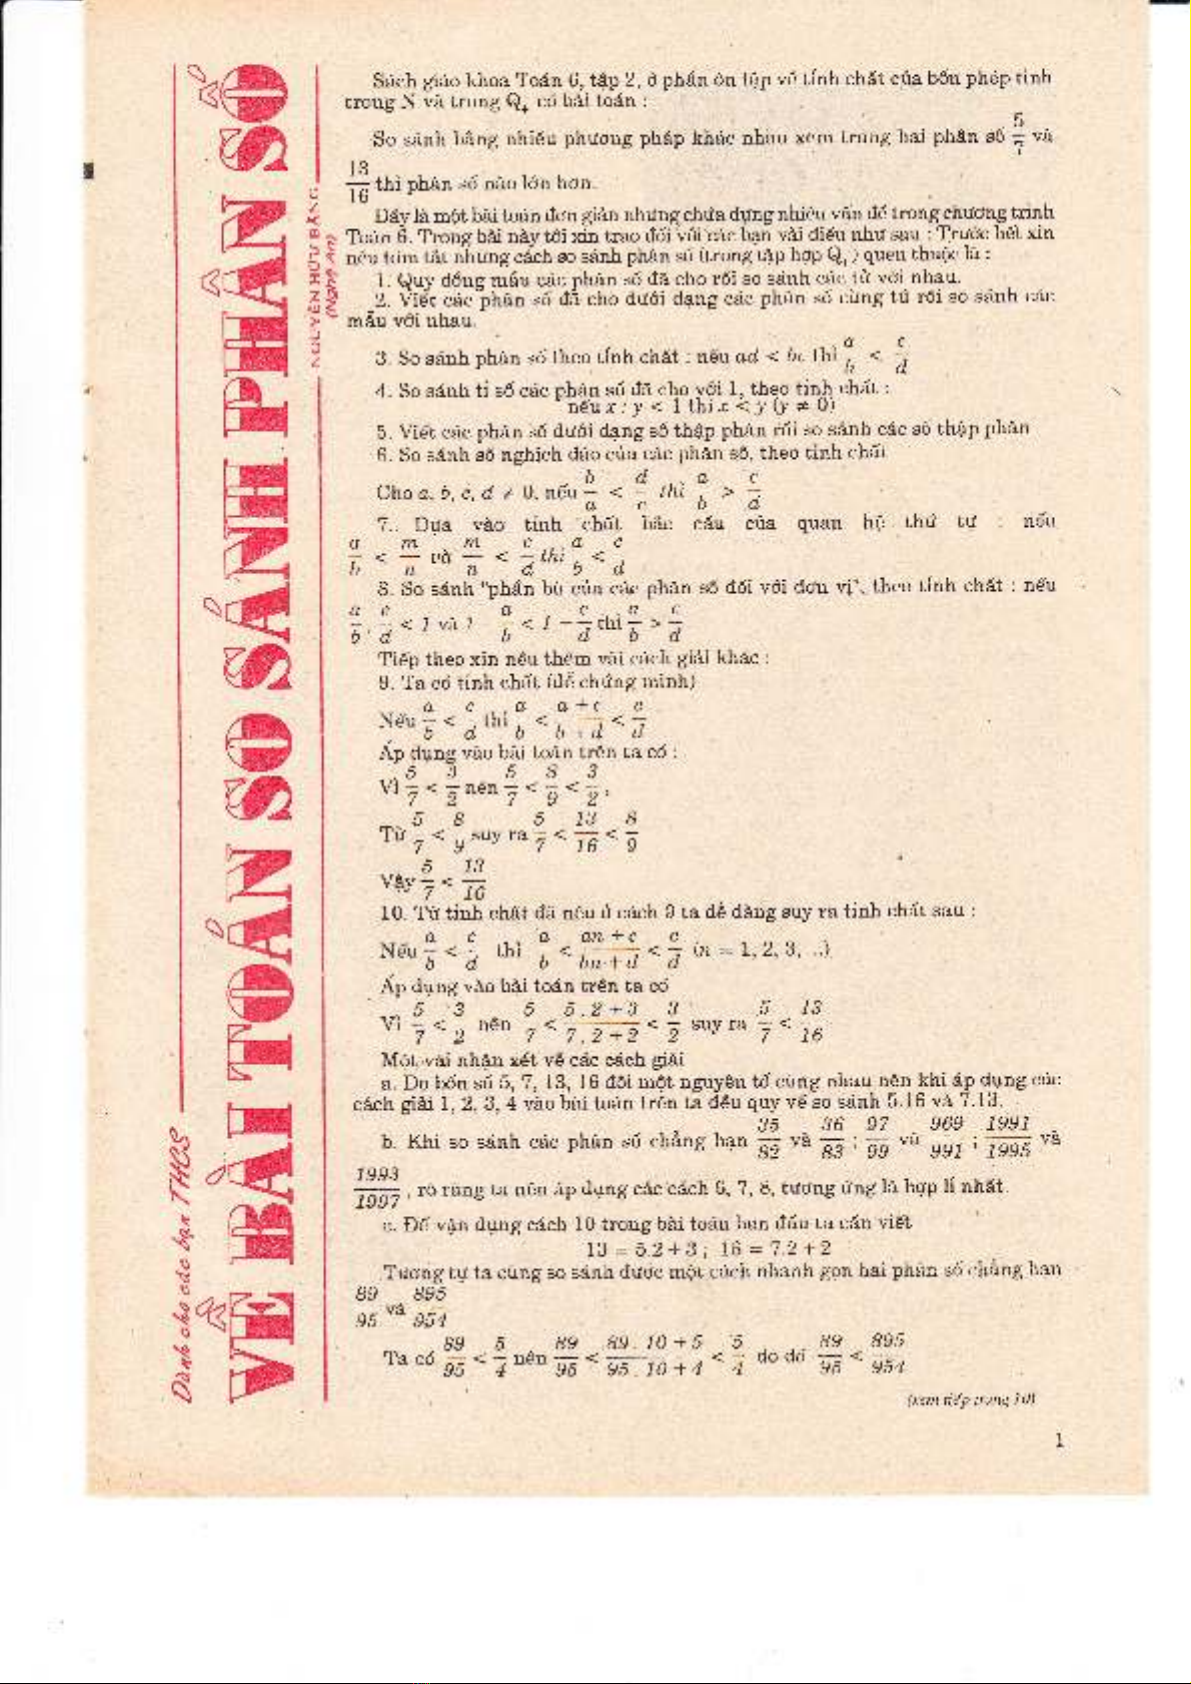 Dành cho các bạn THCS
VỀ BÀI TOÁN SO SÁNH PHÂN SỐ
NGUYỄN HỮU BẰNG
(Nghệ An)
Sách giáo khoa Toán 6, tập 2, ở phần ôn tập về tính chất của bốn phép tính
trong N và trong Q₊ có bài toán :
So sánh bằng nhiều phương pháp khác nhau xem trong hai phân số 5/7 và
13/16 thì phân số nào lớn hơn.
Đây là một bài toán đơn giản nhưng chứa đựng nhiều vấn đề trong chương trình
Toán 6. Trong bài này tôi xin trao đổi với các bạn vài điều như sau : Trước hết xin
nêu tóm tắt những cách so sánh phân số (trong tập hợp Q₊) quen thuộc là :
1. Quy đồng mẫu các phân số đã cho rồi so sánh các tử với nhau.
2. Viết các phân số đã cho dưới dạng các phân số cùng tử rồi so sánh các
mẫu với nhau.
3. So sánh phân số theo tính chất : nếu ad < bc thì a/b < c/d
4. So sánh tỉ số các phân số đã cho với 1, theo tính chất :
nếu x : y < 1 thì x < y (y ≠ 0)
5. Viết các phân số dưới dạng số thập phân rồi so sánh các số thập phân
6. So sánh số nghịch đảo của các phân số, theo tính chất
Cho a, b, c, d ≠ 0, nếu b/a < d/c thì a/b > c/d
7.. Dựa vào tính chất bắc cầu của quan hệ thứ tự : nếu
a/b < m/n và m/n < c/d thì a/b < c/d
8. So sánh "phần bù của các phân số đối với đơn vị", theo tính chất : nếu
a/b, c/d < 1 và 1 - a/b < 1 - c/d thì a/b > c/d
Tiếp theo xin nêu thêm vài cách giải khác :
9. Ta có tính chất (dễ chứng minh)
Nếu a/b < c/d thì a/b < (a + c)/(b + d) < c/d
Áp dụng vào bài toán trên ta có :
Vì 5/7 < 3/2 nên 5/7 < 8/9 < 3/2,
Từ 5/7 < 8/9 suy ra 5/7 < 13/16 < 8/9
Vậy 5/7 < 13/16
10. Từ tính chất đã nêu ở cách 9 ta dễ dàng suy ra tính chất sau :
Nếu a/b < c/d thì a/b < (an + c)/(bn + d) < c/d (n = 1, 2, 3, ...)
Áp dụng vào bài toán trên ta có
Vì 5/7 < 3/2 nên 5/7 < (5 . 2 + 3)/(7 . 2 + 2) < 3/2 suy ra 5/7 < 13/16
Một vài nhận xét về các cách giải
a. Do bốn số 5, 7, 13, 16 đôi một nguyên tố cùng nhau nên khi áp dụng các
cách giải 1, 2, 3, 4 vào bài toán trên ta đều quy về so sánh 5.16 và 7.13.
b. Khi so sánh các phân số chẳng hạn 35/82 và 36/83 ; 97/99 và 969/991 ; 1991/1995 và
1993/1997, rõ ràng ta nên áp dụng các cách 6, 7, 8, tương ứng là hợp lí nhất.
c. Để vận dụng cách 10 trong bài toán ban đầu ta cần viết
13 = 5.2 + 3 ; 16 = 7.2 + 2
Tương tự ta cũng so sánh được một cách nhanh gọn hai phân số chẳng hạn
89/95 và 895/954
Ta có 89/95 < 5/4 nên 89/95 < (89 . 10 + 5)/(95 . 10 + 4) < 5/4 do đó 89/95 < 895/954
(xem tiếp trang 10)
1